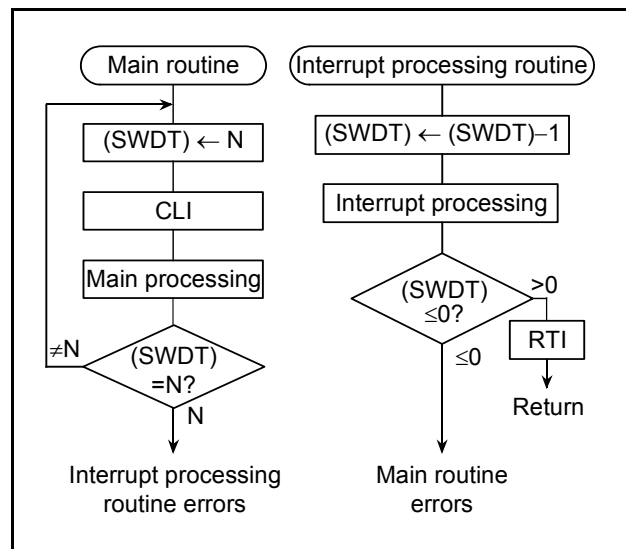 Main routine
(SWDT) ← N
CLI
Main processing
≠N
(SWDT)
=N?
N
Interrupt processing
routine errors
Interrupt processing routine
(SWDT) ← (SWDT)−1
Interrupt processing
(SWDT)
≤0?
>0
≤0
RTI
Return
Main routine
errors